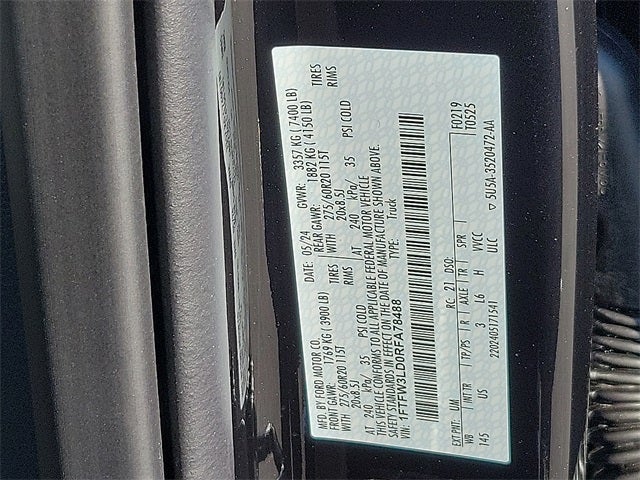 MFD. BY FORD MOTOR CO.
DATE: 05/24 GVWR: 3357 KG ( 7400 LB)
FRONT GAWR: 1769 KG ( 3900 LB) REAR GAWR: 1882 KG ( 4150 LB)
WITH 275/60R20 115T TIRES WITH 275/60R20 115T TIRES
20x8.5J RIMS 20x8.5J RIMS
AT 240 kPa/ 35 PSI COLD AT 240 kPa/ 35 PSI COLD
THIS VEHICLE CONFORMS TO ALL APPLICABLE FEDERAL MOTOR VEHICLE
SAFETY STANDARDS IN EFFECT ON THE DATE OF MANUFACTURE SHOWN ABOVE.
VIN: 1FTFW3LD0RFA78488 TYPE: Truck
F0219
T0525
EXT PNT: UM RC: 21 DSO:
WB INT TR TP/PS R AXLE TR SPR
145 US 3 L6 H VVCC
2202405171541 ULC
5U5A-3520472-AA